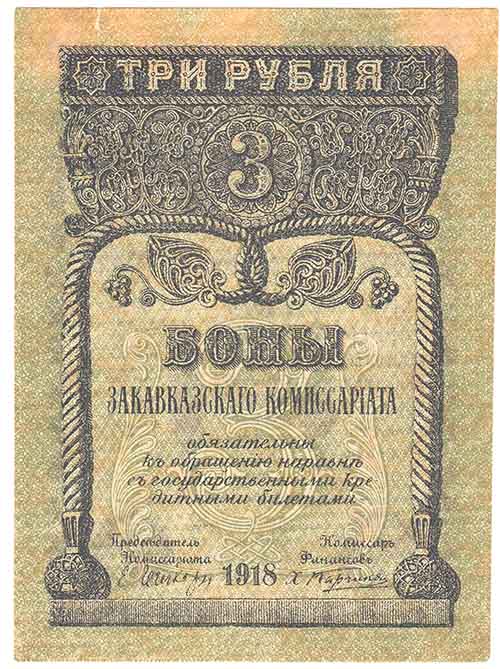 ТРИ РУБЛЯ
3
БОНЫ
ЗАКАВКАЗСКАГО КОМИССАРІАТА
обязательны
къ обращенію наравнѣ
съ государственными кре
дитными билетами
Предсѣдатель Комиссаріата
Комиссаръ Финансовъ
1918